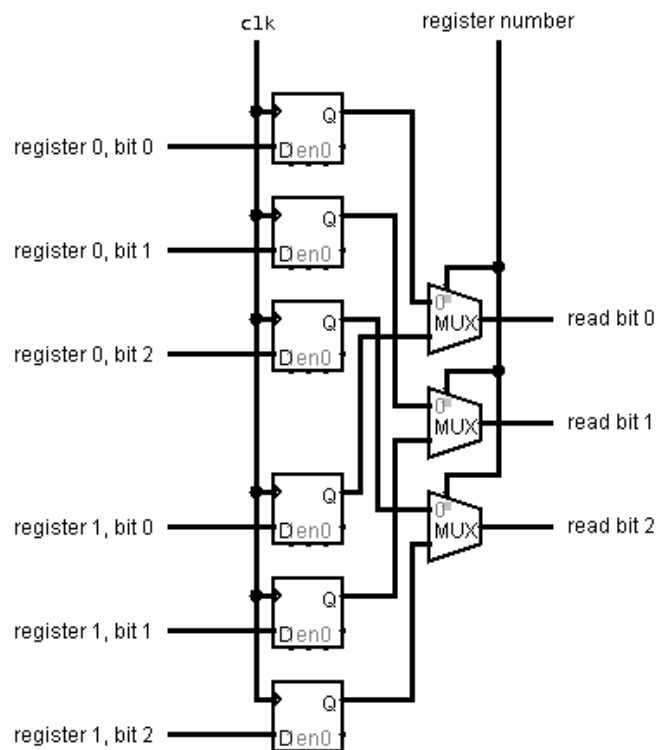 clk
register number
Q
register 0, bit 0
D en0
Q
register 0, bit 1
D en0
Q
0
MUX
read bit 0
register 0, bit 2
D en0
0
MUX
read bit 1
Q
0
MUX
read bit 2
register 1, bit 0
D en0
Q
register 1, bit 1
D en0
Q
register 1, bit 2
D en0